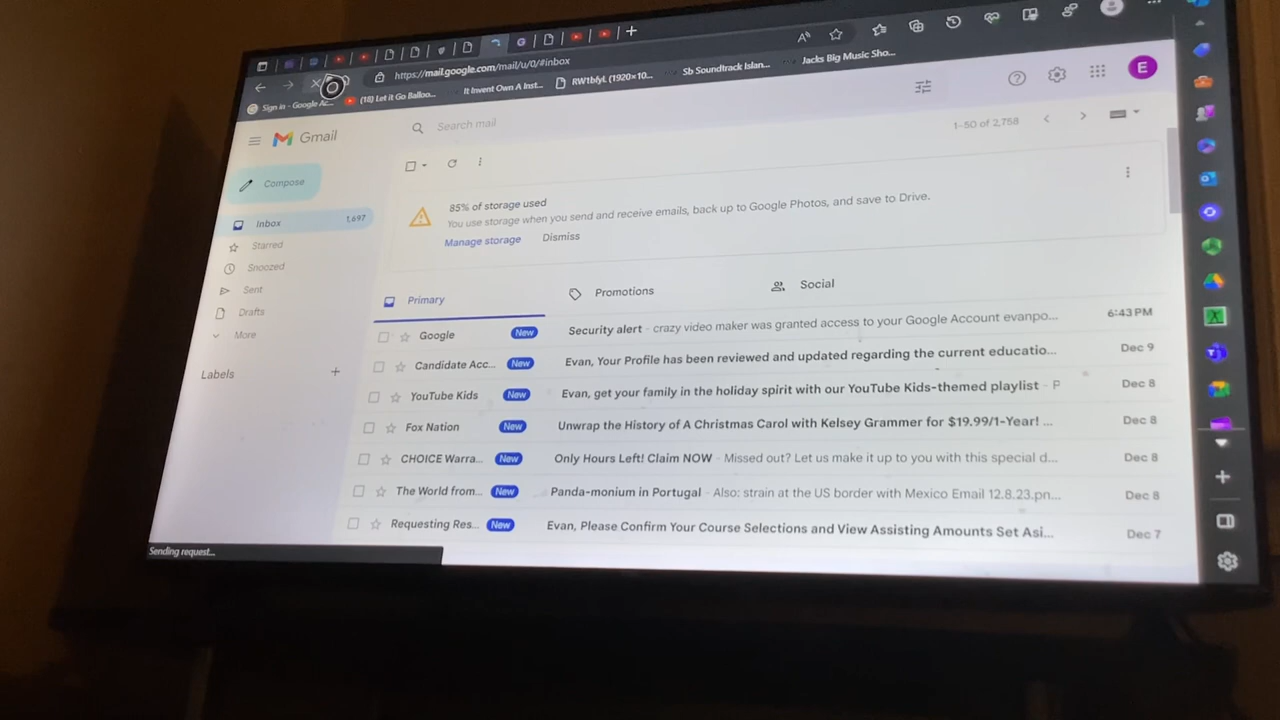 https://mail.google.com/mail/u/0/#inbox
Sign in - Google Ac...
(18) Let it Go Balloo...
It Invent Own A Inst...
RWtbfyL (1920×10...
Sb Soundtrack Islan...
Jacks Big Music Sho...
Gmail
Search mail
E
1-50 of 2,758
Compose
85% of storage used
You use storage when you send and receive emails, back up to Google Photos, and save to Drive.
Manage storage Dismiss
Inbox 1,697
Starred
Snoozed
Sent
Drafts
More
Labels
Primary Promotions Social
Google New Security alert - crazy video maker was granted access to your Google Account evanpo... 6:43 PM
Candidate Acc... New Evan, Your Profile has been reviewed and updated regarding the current educatio... Dec 9
YouTube Kids New Evan, get your family in the holiday spirit with our YouTube Kids-themed playlist - P Dec 8
Fox Nation New Unwrap the History of A Christmas Carol with Kelsey Grammer for $19.99/1-Year! ... Dec 8
CHOICE Warra... New Only Hours Left! Claim NOW - Missed out? Let us make it up to you with this special d... Dec 8
The World from... New Panda-monium in Portugal - Also: strain at the US border with Mexico Email 12.8.23.pn... Dec 8
Requesting Res... New Evan, Please Confirm Your Course Selections and View Assisting Amounts Set Asi... Dec 7
Sending request...